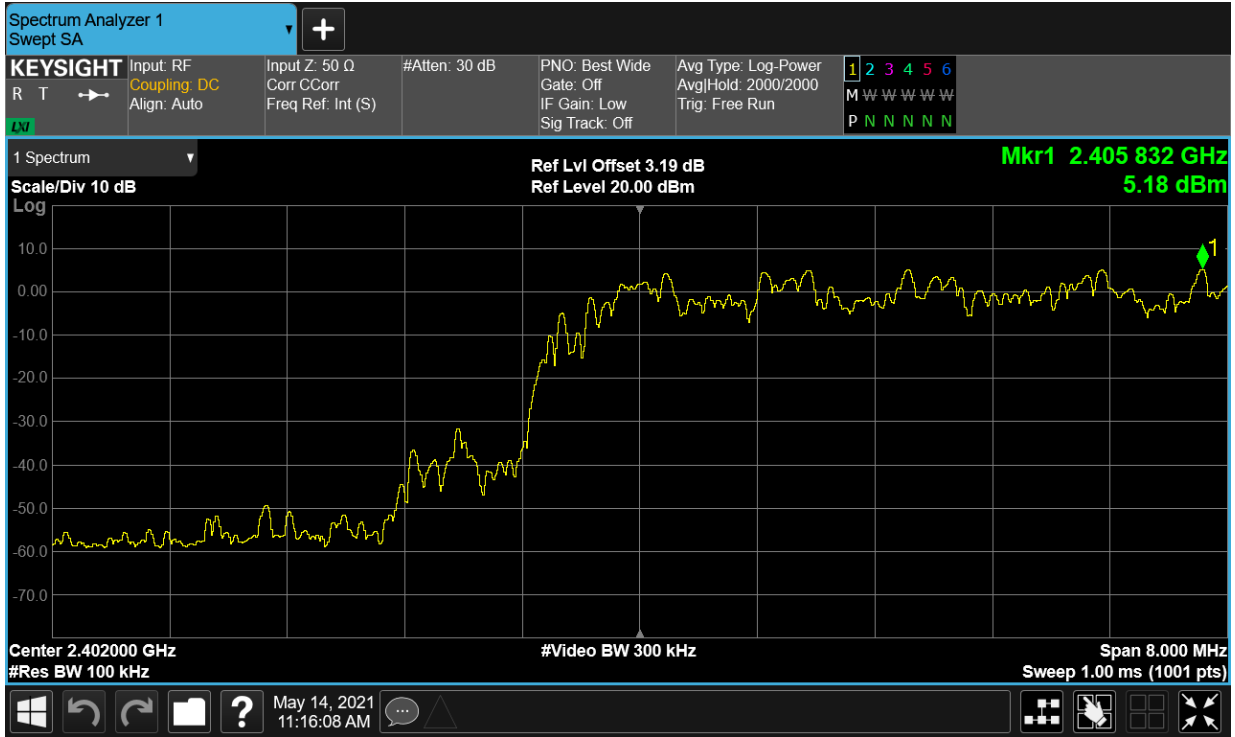 Spectrum Analyzer 1
Swept SA
KEYSIGHT
R T
LXI
Input: RF
Coupling: DC
Align: Auto
Input Z: 50 Ω
Corr CCorr
Freq Ref: Int (S)
#Atten: 30 dB
PNO: Best Wide
Gate: Off
IF Gain: Low
Sig Track: Off
Avg Type: Log-Power
Avg|Hold: 2000/2000
Trig: Free Run
1 2 3 4 5 6
M W W W W W
P N N N N N
1 Spectrum
Scale/Div 10 dB
Log
Ref Lvl Offset 3.19 dB
Ref Level 20.00 dBm
Mkr1 2.405 832 GHz
5.18 dBm
1
10.0
0.00
-10.0
-20.0
-30.0
-40.0
-50.0
-60.0
-70.0
Center 2.402000 GHz
#Video BW 300 kHz
Span 8.000 MHz
#Res BW 100 kHz
Sweep 1.00 ms (1001 pts)
?
May 14, 2021
11:16:08 AM